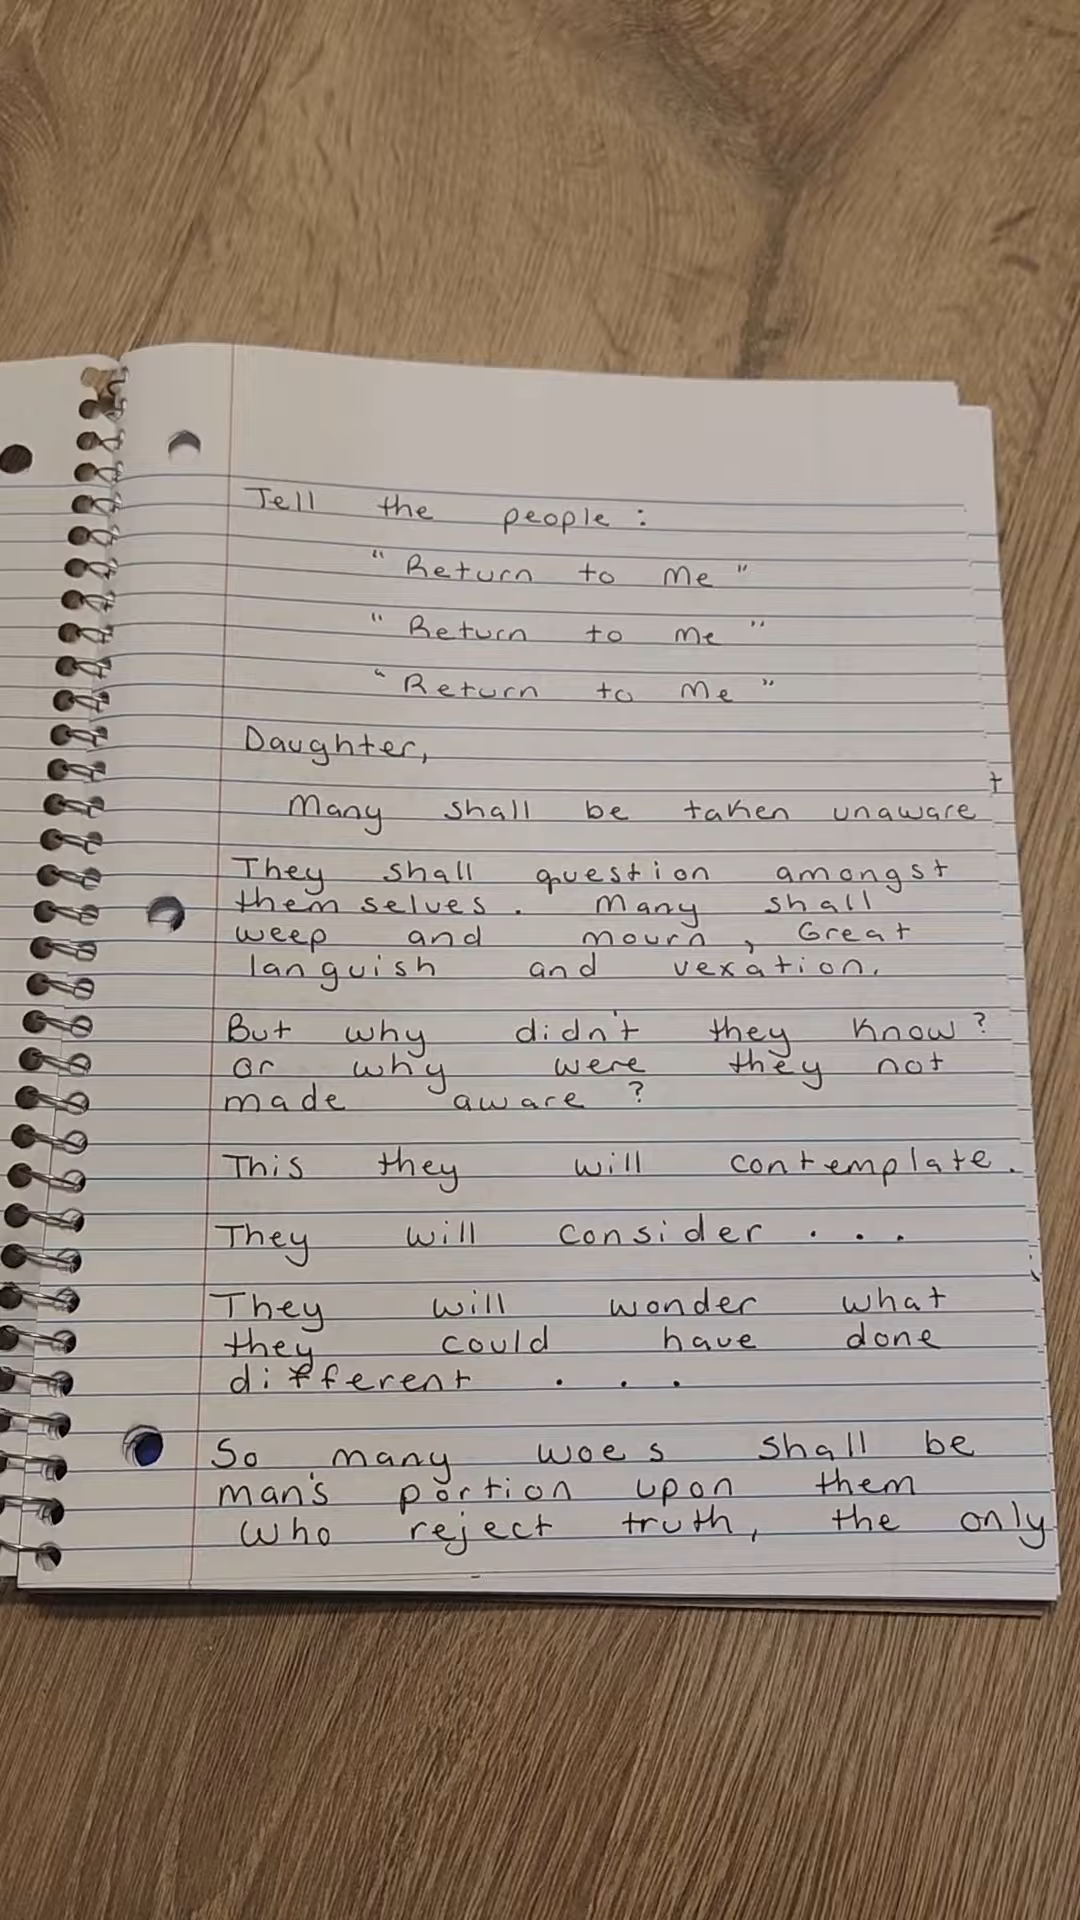 Tell the people:
"Return to Me"
"Return to Me"
"Return to Me"
Daughter,
Many shall be taken unaware
They shall question amongst
themselves. Many shall
weep and mourn, Great
languish and vexation.
But why didn't they know?
or why were they not
made aware?
This they will contemplate.
They will consider...
They will wonder what
they could have done
different...
So many woes shall be
man's portion upon them
who reject truth, the only